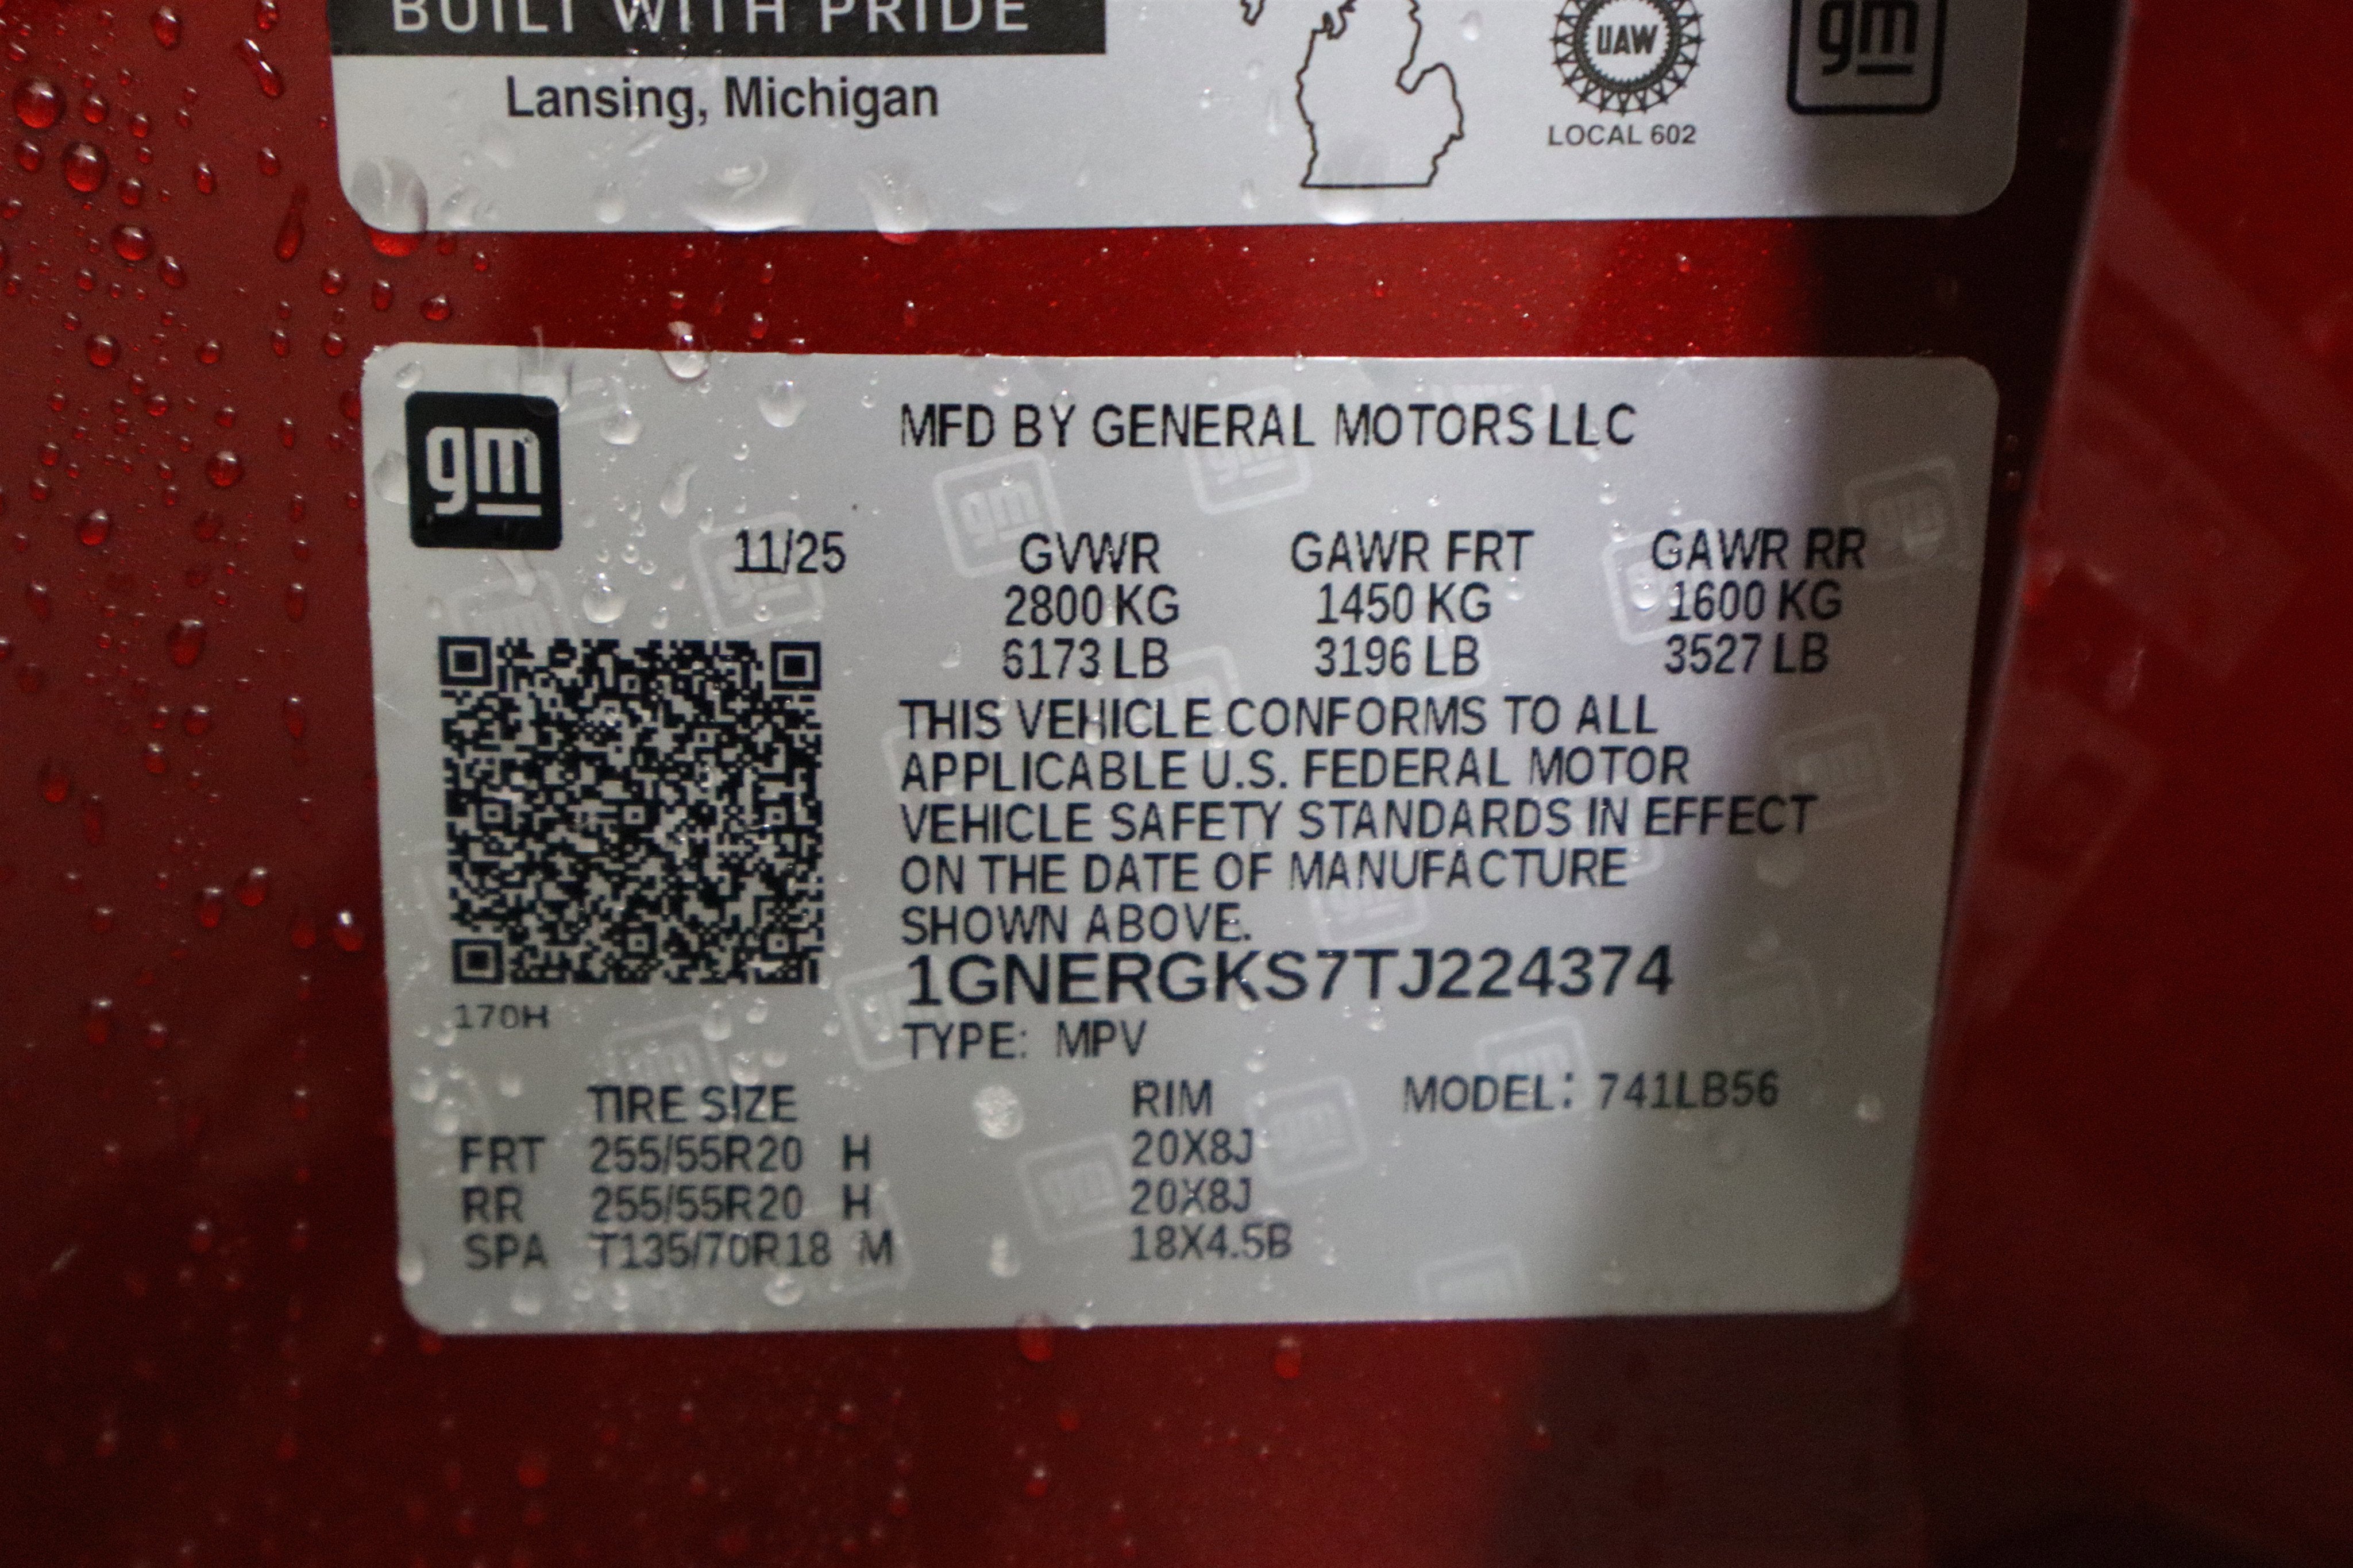 BUILT WITH PRIDE
Lansing, Michigan
UAW
LOCAL 602
gm
gm
MFD BY GENERAL MOTORS LLC
11/25 GVWR GAWR FRT GAWR RR
2800 KG 1450 KG 1600 KG
6173 LB 3196 LB 3527 LB
THIS VEHICLE CONFORMS TO ALL
APPLICABLE U.S. FEDERAL MOTOR
VEHICLE SAFETY STANDARDS IN EFFECT
ON THE DATE OF MANUFACTURE
SHOWN ABOVE.
1GNERGKS7TJ224374
170H
TYPE: MPV
TIRE SIZE RIM MODEL: 741LB56
FRT 255/55R20 H 20X8J
RR 255/55R20 H 20X8J
SPA T135/70R18 M 18X4.5B